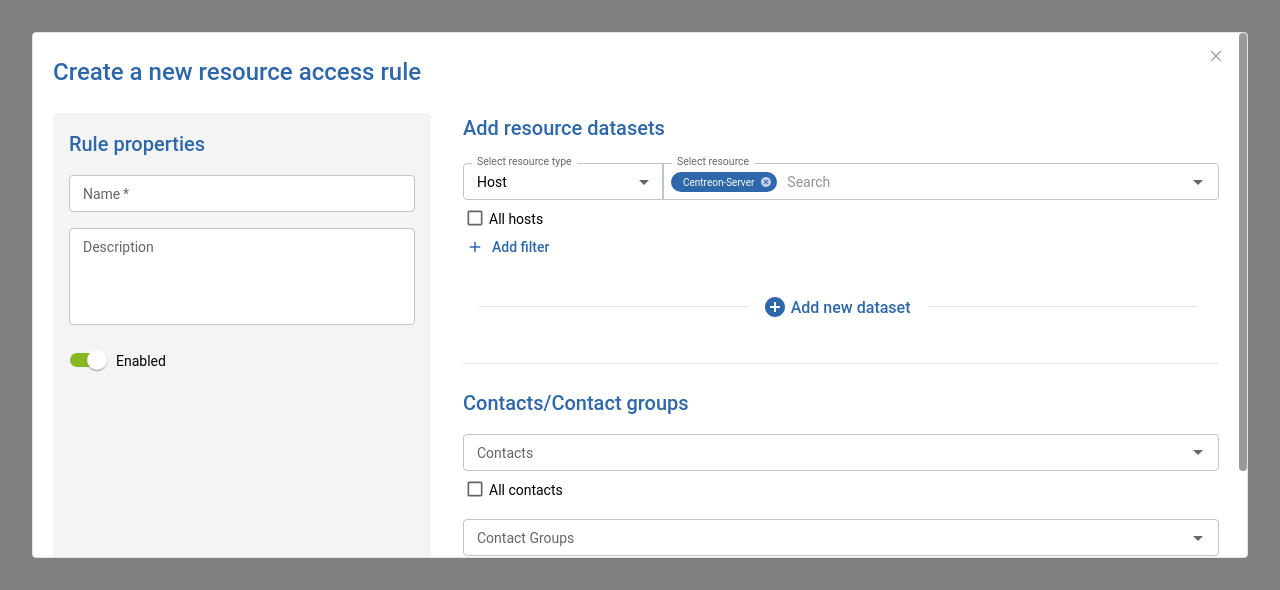 Create a new resource access rule
Rule properties
Name *
Description
Enabled
Add resource datasets
Select resource type
Host
Select resource
Centreon-Server
Search
All hosts
Add filter
Add new dataset
Contacts/Contact groups
Contacts
All contacts
Contact Groups